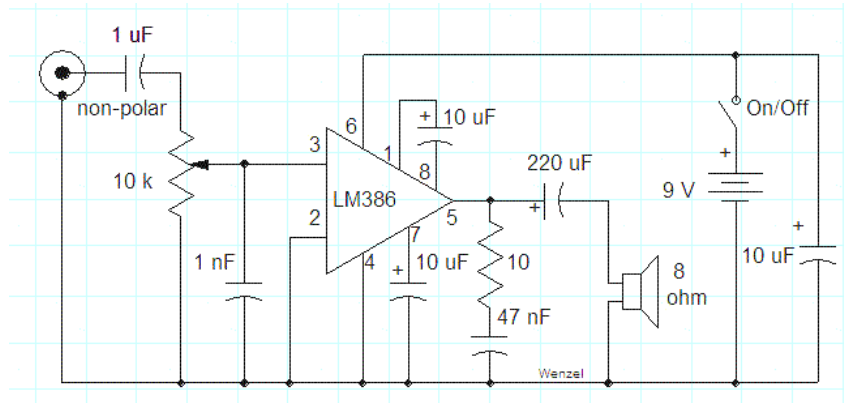 1 uF
non-polar
10 k
1 nF
3
2
6
1
8
LM386
5
7
4
10 uF
+
10 uF
+
10
47 nF
220 uF
+
8
ohm
On/Off
+
9 V
+
10 uF
Wenzel